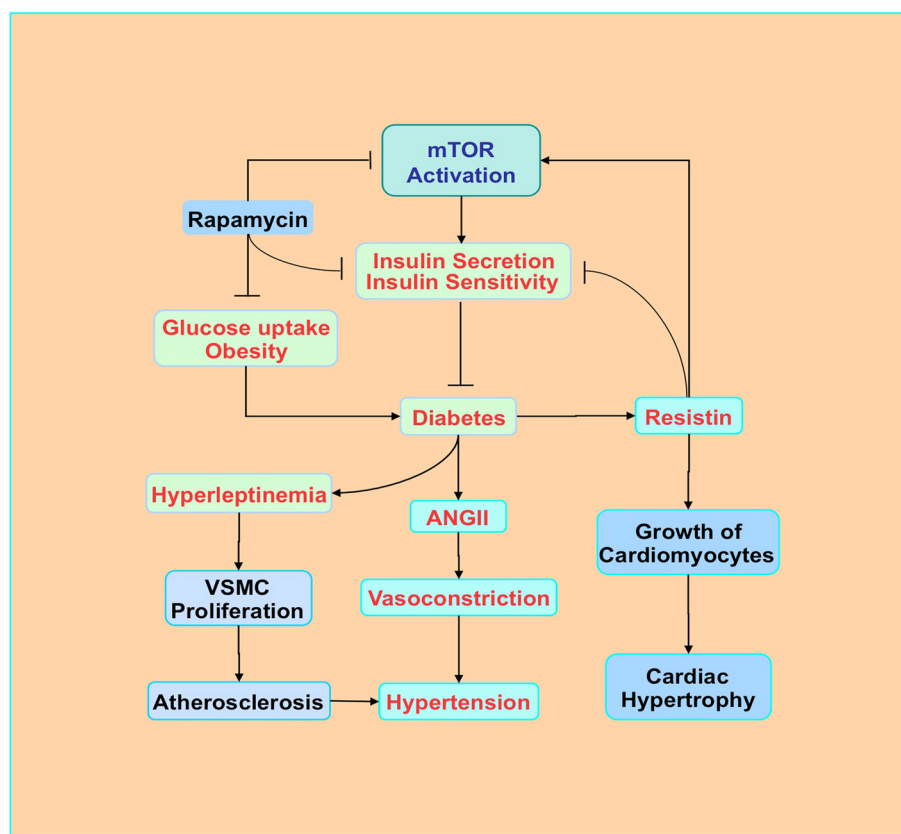 mTOR
Activation
Rapamycin
Insulin Secretion
Insulin Sensitivity
Glucose uptake
Obesity
Diabetes
Resistin
Hyperleptinemia
ANGII
Growth of
Cardiomyocytes
VSMC
Proliferation
Vasoconstriction
Atherosclerosis
Hypertension
Cardiac
Hypertrophy